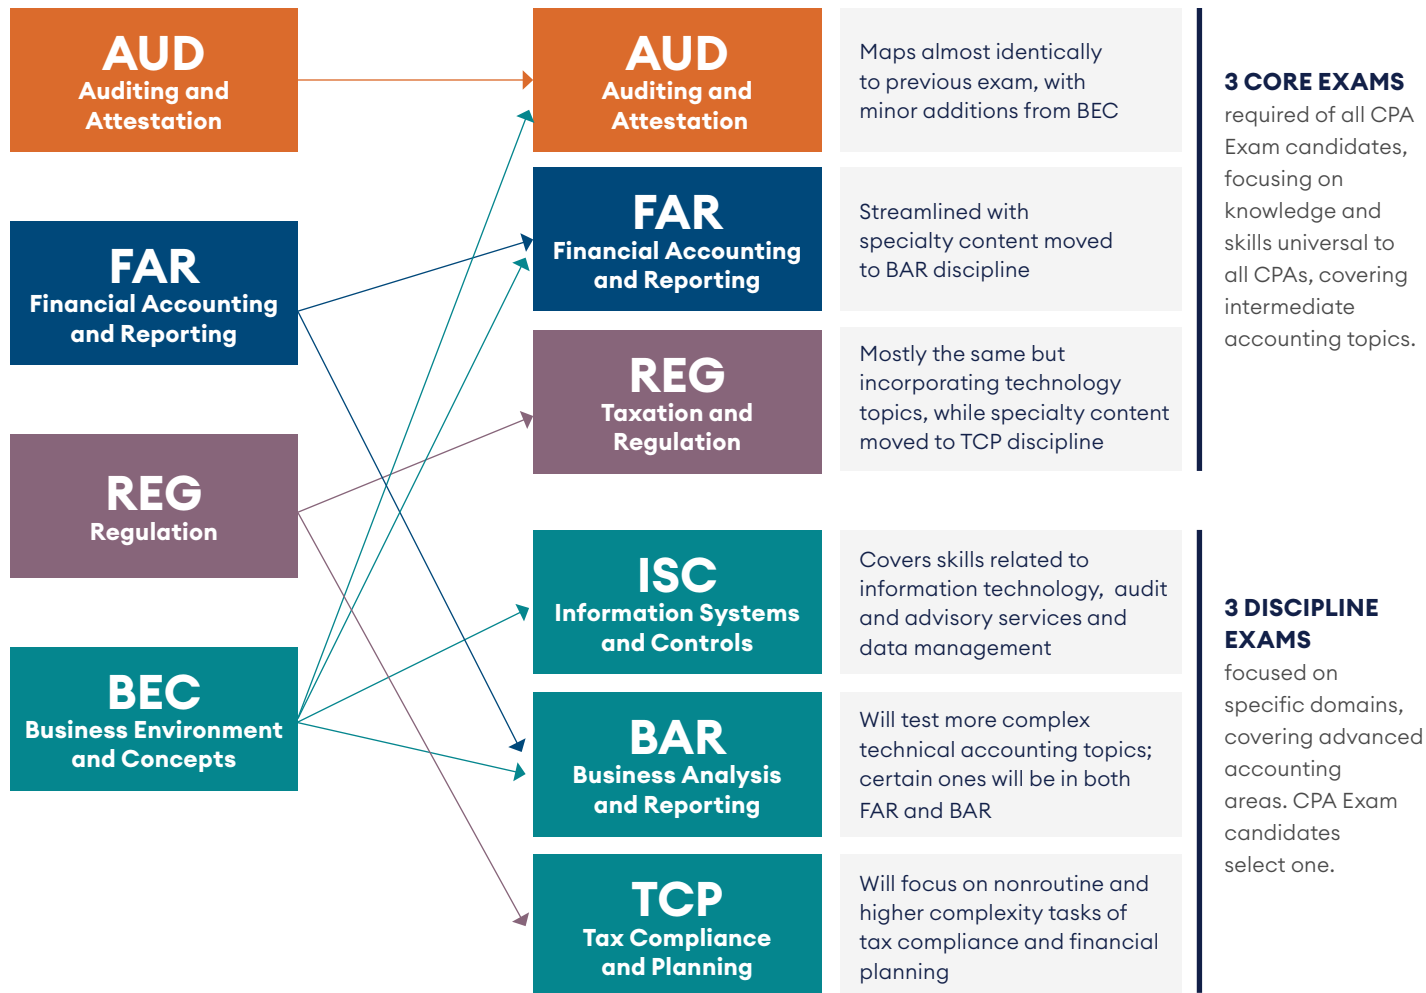 AUD
Auditing and
Attestation
FAR
Financial Accounting
and Reporting
REG
Regulation
BEC
Business Environment
and Concepts
AUD
Auditing and
Attestation
Maps almost identically
to previous exam, with
minor additions from BEC
FAR
Financial Accounting
and Reporting
Streamlined with
specialty content moved
to BAR discipline
REG
Taxation and
Regulation
Mostly the same but
incorporating technology
topics, while specialty content
moved to TCP discipline
3 CORE EXAMS
required of all CPA
Exam candidates,
focusing on
knowledge and
skills universal to
all CPAs, covering
intermediate
accounting topics.
ISC
Information Systems
and Controls
Covers skills related to
information technology, audit
and advisory services and
data management
BAR
Business Analysis
and Reporting
Will test more complex
technical accounting topics;
certain ones will be in both
FAR and BAR
TCP
Tax Compliance
and Planning
Will focus on nonroutine and
higher complexity tasks of
tax compliance and financial
planning
3 DISCIPLINE
EXAMS
focused on
specific domains,
covering advanced
accounting
areas. CPA Exam
candidates
select one.